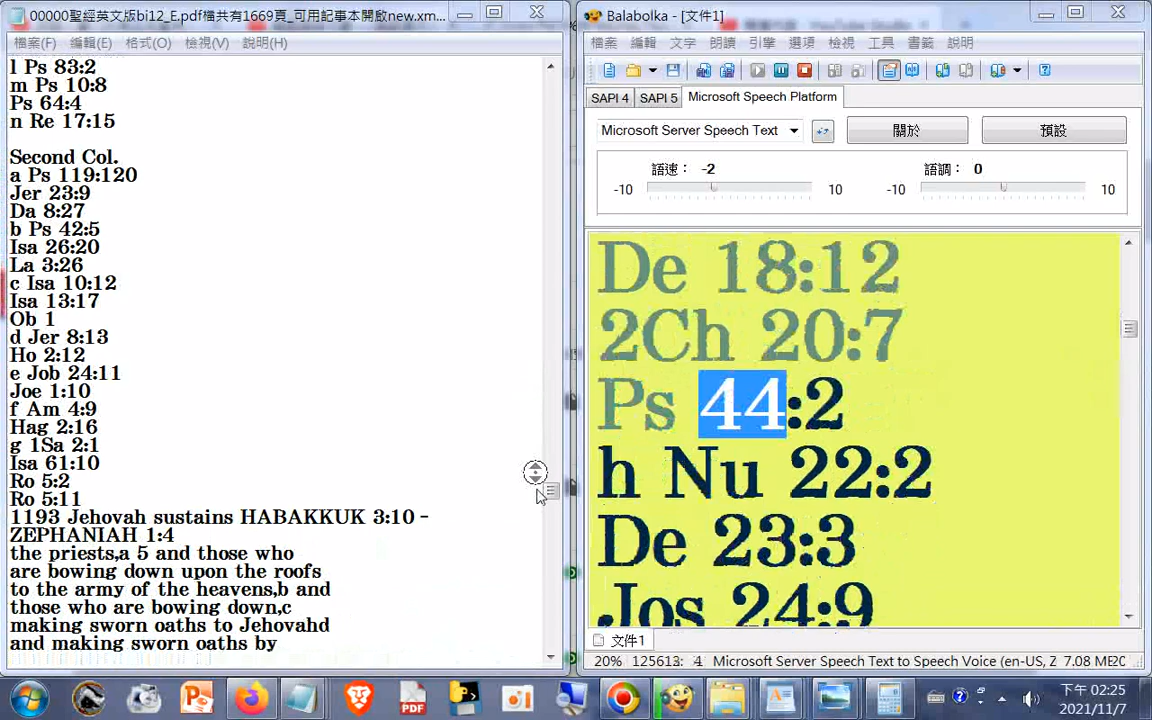 00000聖經英文版bi12_E.pdf檔共有1669頁_可用記事本開啟new.xm...
檔案(F) 編輯(E) 格式(O) 檢視(V) 說明(H)
l Ps 83:2
m Ps 10:8
Ps 64:4
n Re 17:15
Second Col.
a Ps 119:120
Jer 23:9
Da 8:27
b Ps 42:5
Isa 26:20
La 3:26
c Isa 10:12
Isa 13:17
Ob 1
d Jer 8:13
Ho 2:12
e Job 24:11
Joe 1:10
f Am 4:9
Hag 2:16
g 1Sa 2:1
Isa 61:10
Ro 5:2
Ro 5:11
1193 Jehovah sustains HABAKKUK 3:10 -
ZEPHANIAH 1:4
the priests,a 5 and those who
are bowing down upon the roofs
to the army of the heavens,b and
those who are bowing down,c
making sworn oaths to Jehovahd
and making sworn oaths by
Balabolka - [文件1]
檔案 編輯 文字 朗讀 引擎 選項 檢視 工具 書籤 說明
SAPI 4 SAPI 5 Microsoft Speech Platform
Microsoft Server Speech Text 關於 預設
語速： -2 語調： 0
-10 10 -10 10
De 18:12
2Ch 20:7
Ps 44:2
h Nu 22:2
De 23:3
Jos 24:9
文件1
20% 125613: 4 Microsoft Server Speech Text to Speech Voice (en-US, Z 7.08 ME20
下午 02:25
2021/11/7